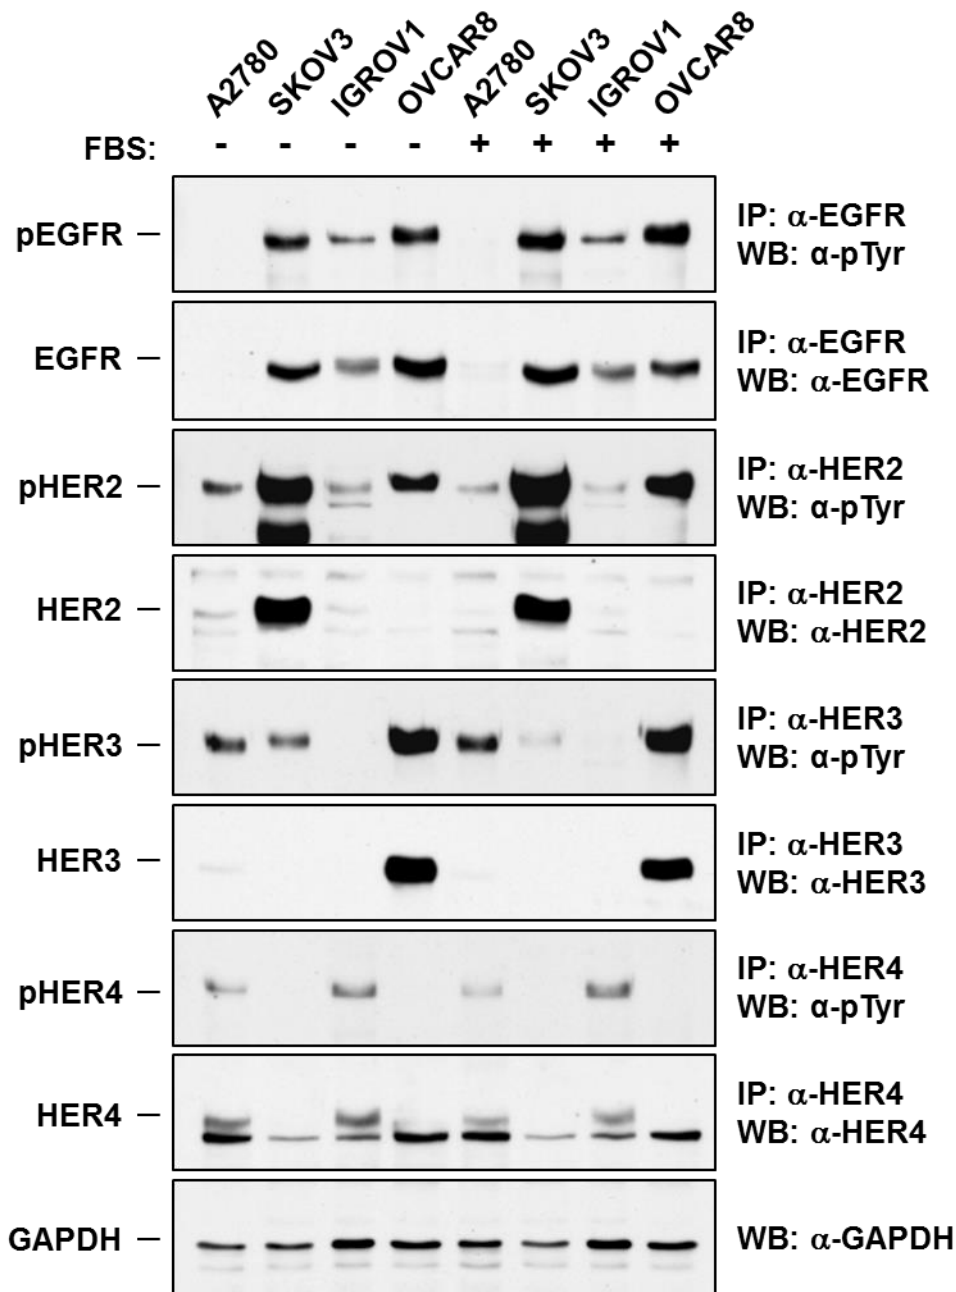 A2780 SKOV3 IGROV1 OVCAR8 A2780 SKOV3 IGROV1 OVCAR8
FBS: - - - - + + + +
pEGFR –
IP: α-EGFR
WB: α-pTyr
EGFR –
IP: α-EGFR
WB: α-EGFR
pHER2 –
IP: α-HER2
WB: α-pTyr
HER2 –
IP: α-HER2
WB: α-HER2
pHER3 –
IP: α-HER3
WB: α-pTyr
HER3 –
IP: α-HER3
WB: α-HER3
pHER4 –
IP: α-HER4
WB: α-pTyr
HER4 –
IP: α-HER4
WB: α-HER4
GAPDH –
WB: α-GAPDH